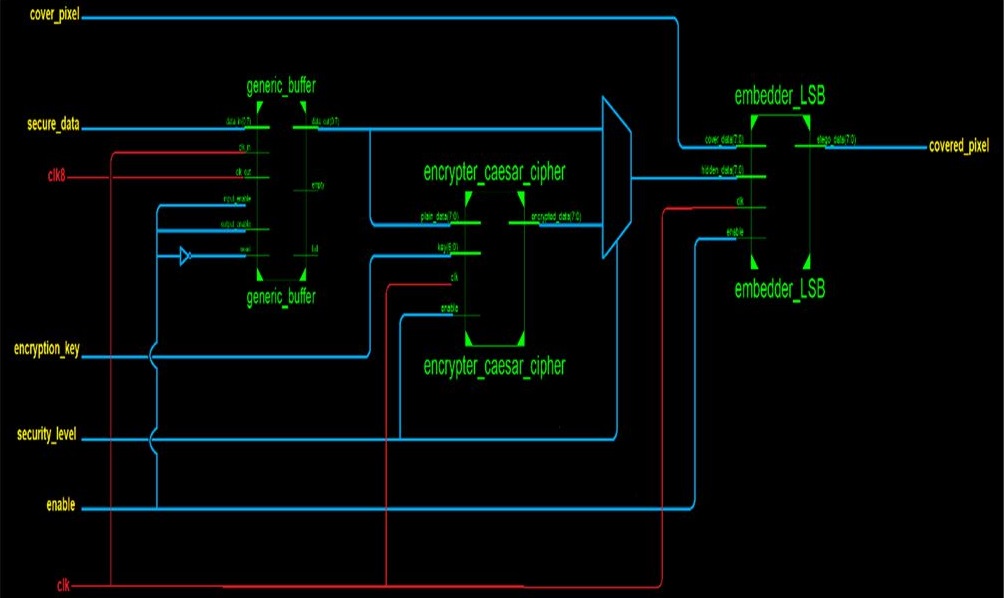 cover_pixel
generic_buffer
embedder_LSB
secure_data
data_in(0:7)
data_out(0:7)
clk_in
cover_data(7:0)
stego_data(7:0)
covered_pixel
clk8
clk_out
encrypter_caesar_cipher
hidden_data(7:0)
empty
input_enable
clk
plain_data(7:0)
encrypted_data(7:0)
output_enable
enable
reset
full
key(6:0)
clk
generic_buffer
embedder_LSB
enable
encryption_key
encrypter_caesar_cipher
security_level
enable
clk